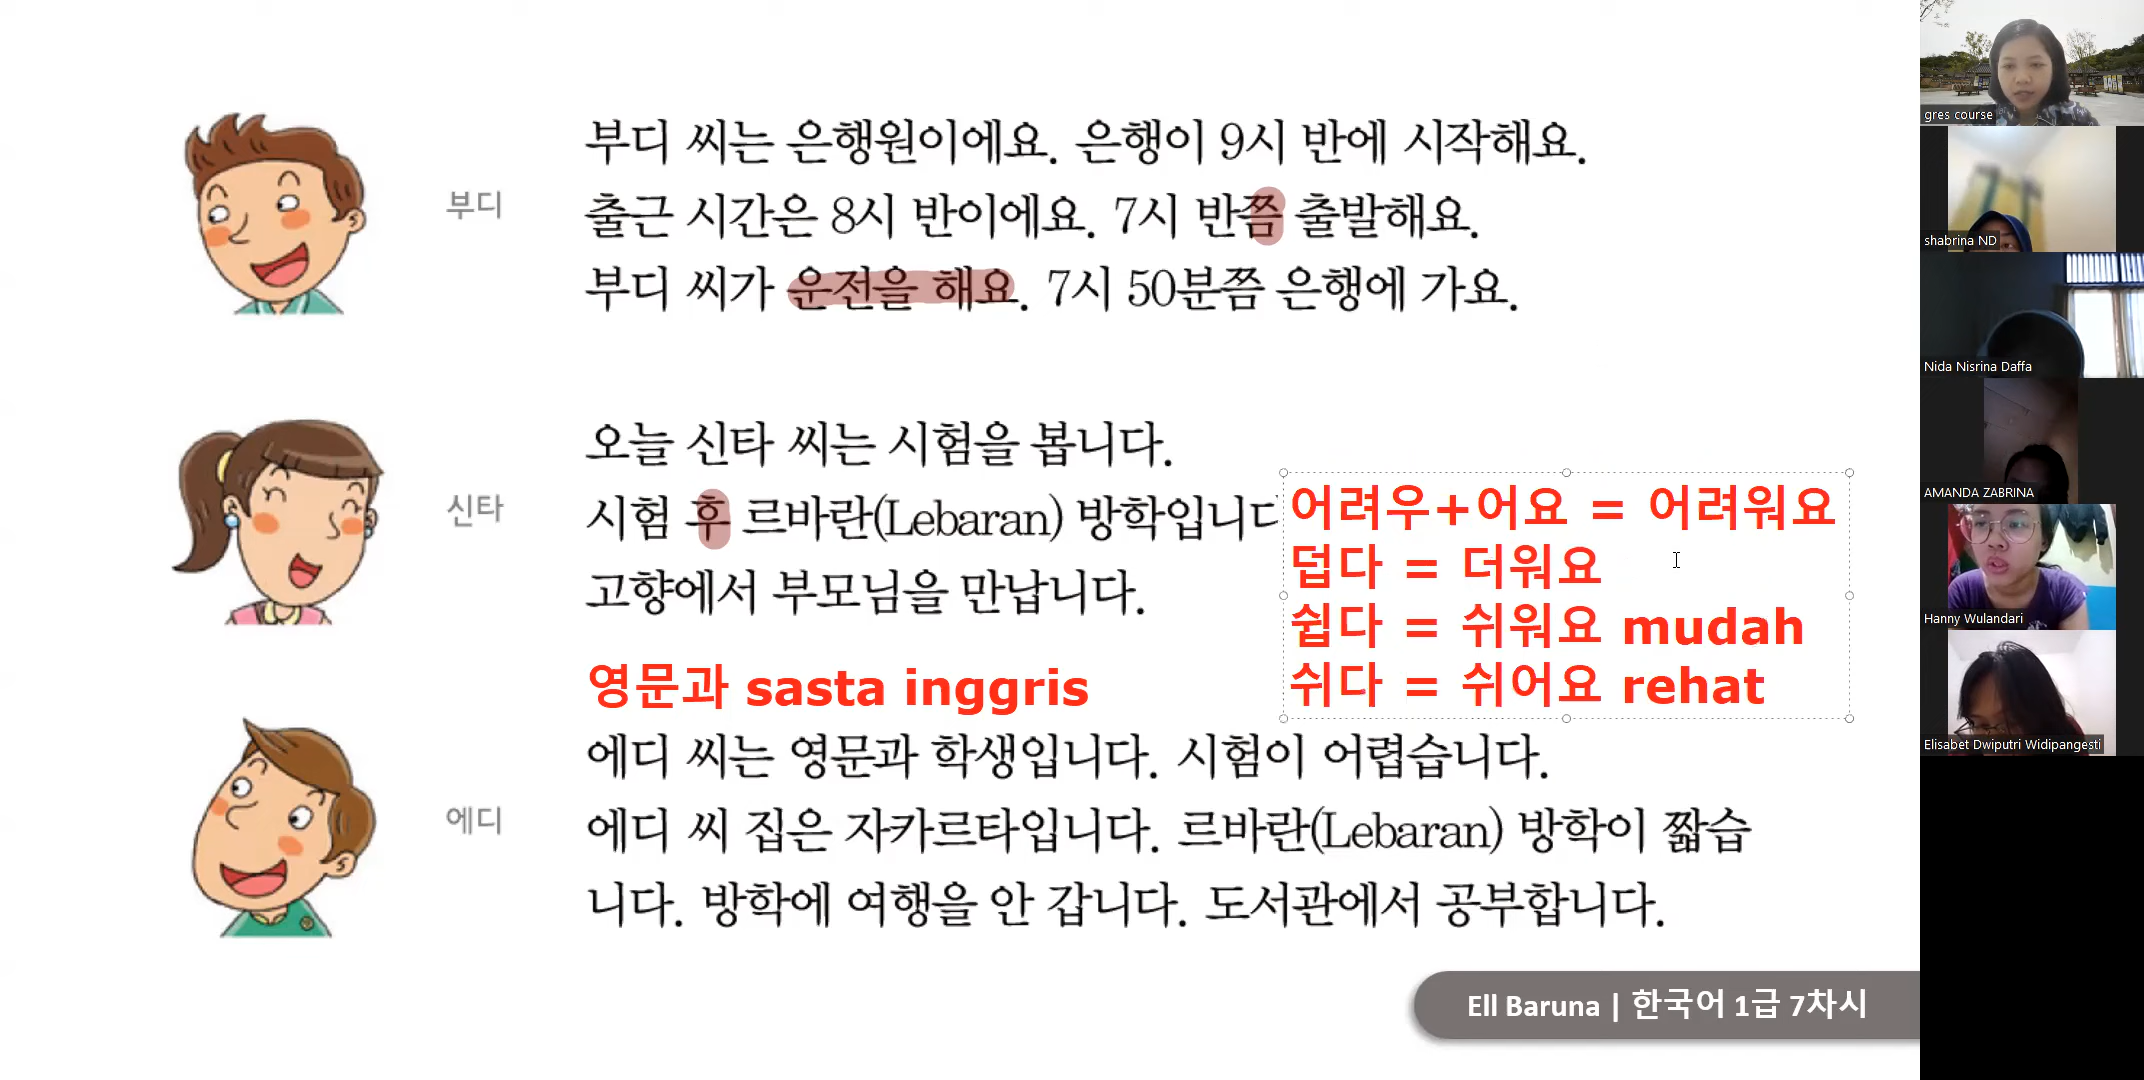 부디
부디 씨는 은행원이에요. 은행이 9시 반에 시작해요.
출근 시간은 8시 반이에요. 7시 반쯤 출발해요.
부디 씨가 운전을 해요. 7시 50분쯤 은행에 가요.
신타
오늘 신타 씨는 시험을 봅니다.
시험 후 르바란(Lebaran) 방학입니다
고향에서 부모님을 만납니다.
어려우+어요 = 어려워요
덥다 = 더워요
쉽다 = 쉬워요 mudah
쉬다 = 쉬어요 rehat
영문과 sasta inggris
에디
에디 씨는 영문과 학생입니다. 시험이 어렵습니다.
에디 씨 집은 자카르타입니다. 르바란(Lebaran) 방학이 짧습
니다. 방학에 여행을 안 갑니다. 도서관에서 공부합니다.
Ell Baruna | 한국어 1급 7차시
gres course
shabrina ND
Nida Nisrina Daffa
AMANDA ZABRINA
Hanny Wulandari
Elisabet Dwiputri Widipangesti